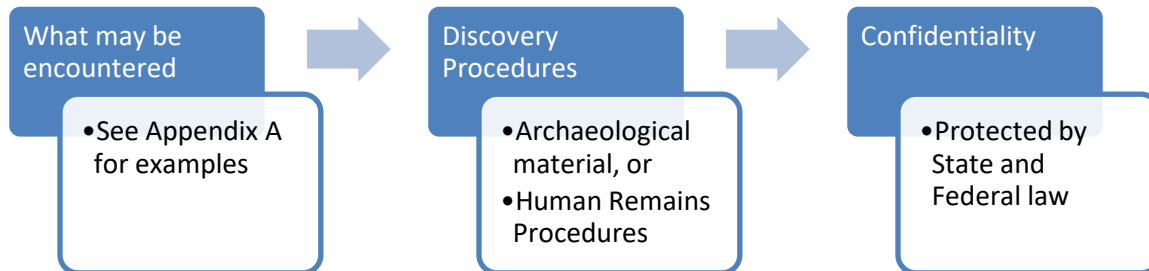 What may be
encountered
•See Appendix A
for examples
Discovery
Procedures
•Archaeological
material, or
•Human Remains
Procedures
Confidentiality
•Protected by
State and
Federal law